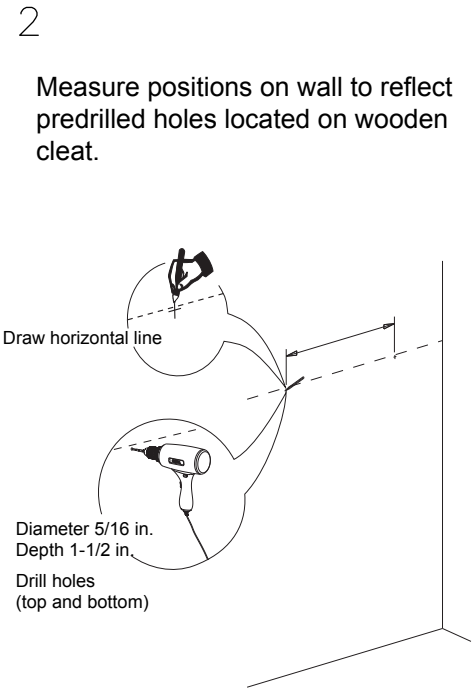 2
Measure positions on wall to reflect
predrilled holes located on wooden
cleat.
Draw horizontal line
Diameter 5/16 in.
Depth 1-1/2 in.
Drill holes
(top and bottom)